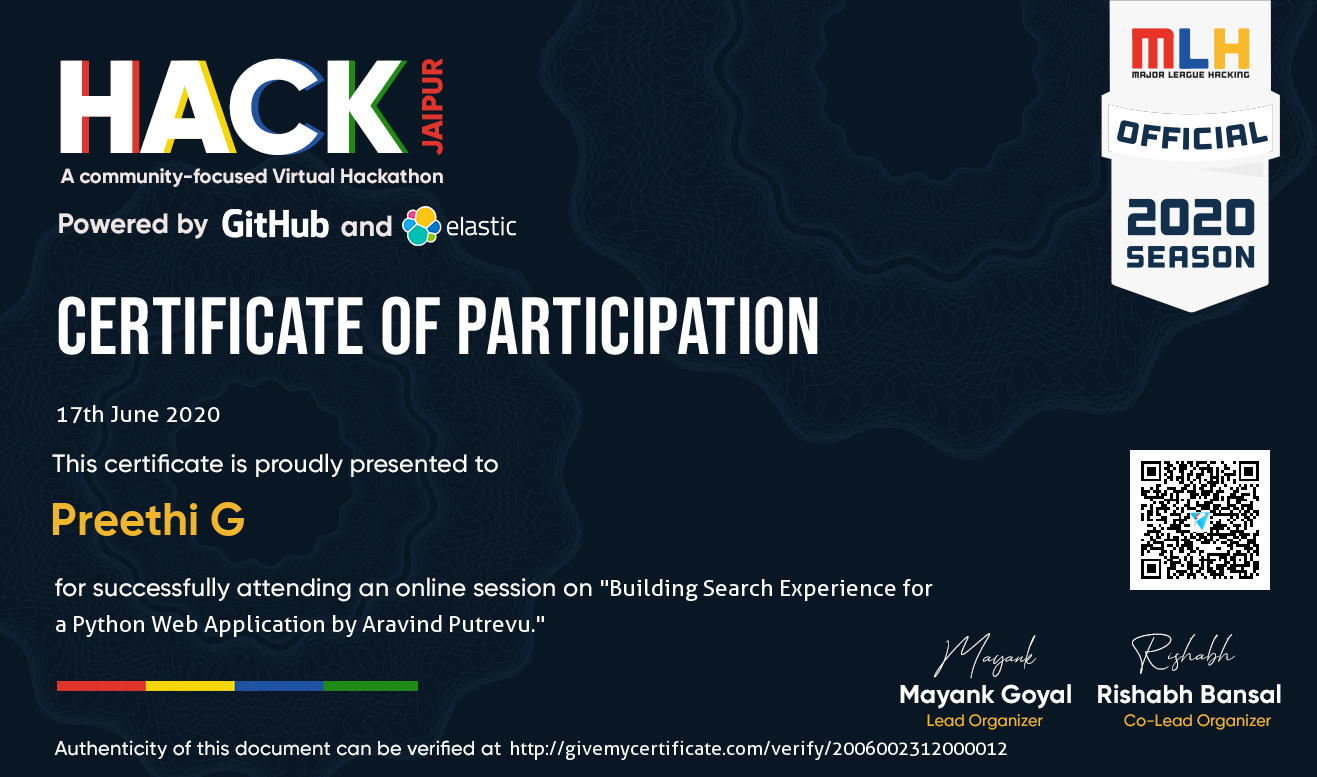 HACK JAIPUR
A community-focused Virtual Hackathon
Powered by GitHub and elastic
MLH
MAJOR LEAGUE HACKING
OFFICIAL
2020
SEASON
CERTIFICATE OF PARTICIPATION
17th June 2020
This certificate is proudly presented to
Preethi G
for successfully attending an online session on "Building Search Experience for
a Python Web Application by Aravind Putrevu."
Mayank
Mayank Goyal
Lead Organizer
Rishabh
Rishabh Bansal
Co-Lead Organizer
Authenticity of this document can be verified at http://givemycertificate.com/verify/2006002312000012